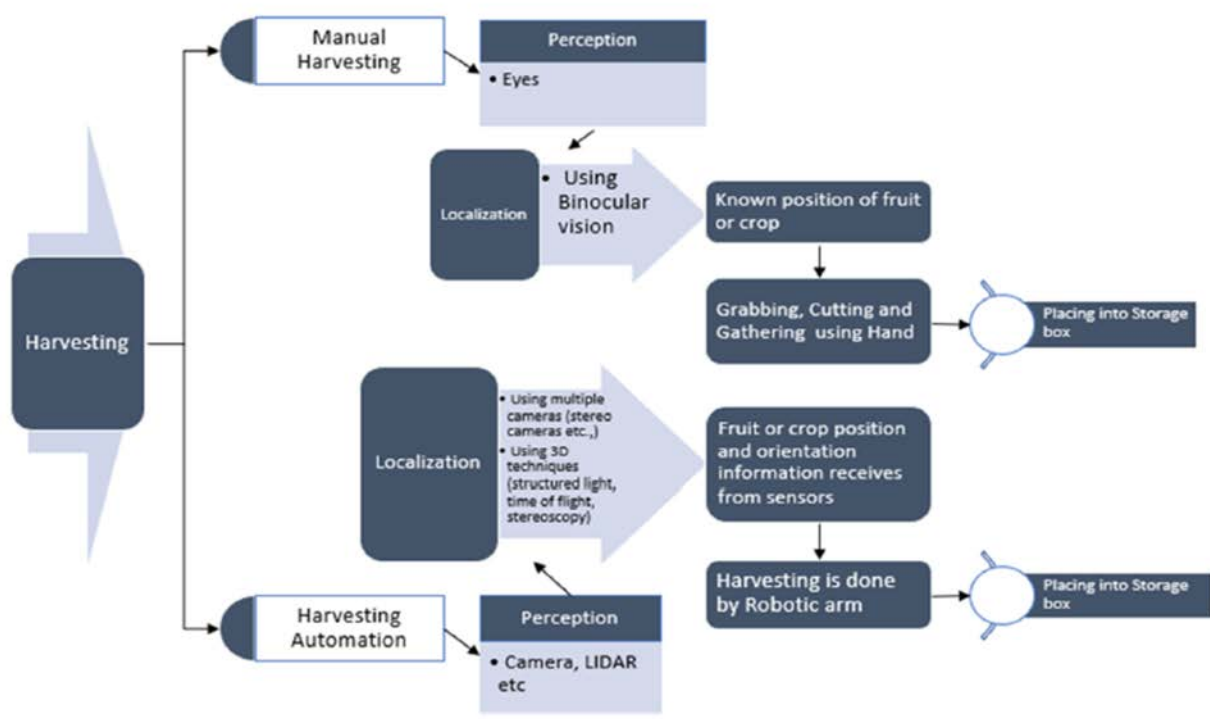 Harvesting
Manual
Harvesting
Perception
• Eyes
Localization
• Using
Binocular
vision
Known position of fruit
or crop
Grabbing, Cutting and
Gathering using Hand
Placing into Storage
box
Harvesting
Automation
Perception
• Camera, LIDAR
etc
Localization
• Using multiple
cameras (stereo
cameras etc.,)
• Using 3D
techniques
(structured light,
time of flight,
stereoscopy)
Fruit or crop position
and orientation
information receives
from sensors
Harvesting is done
by Robotic arm
Placing into Storage
box